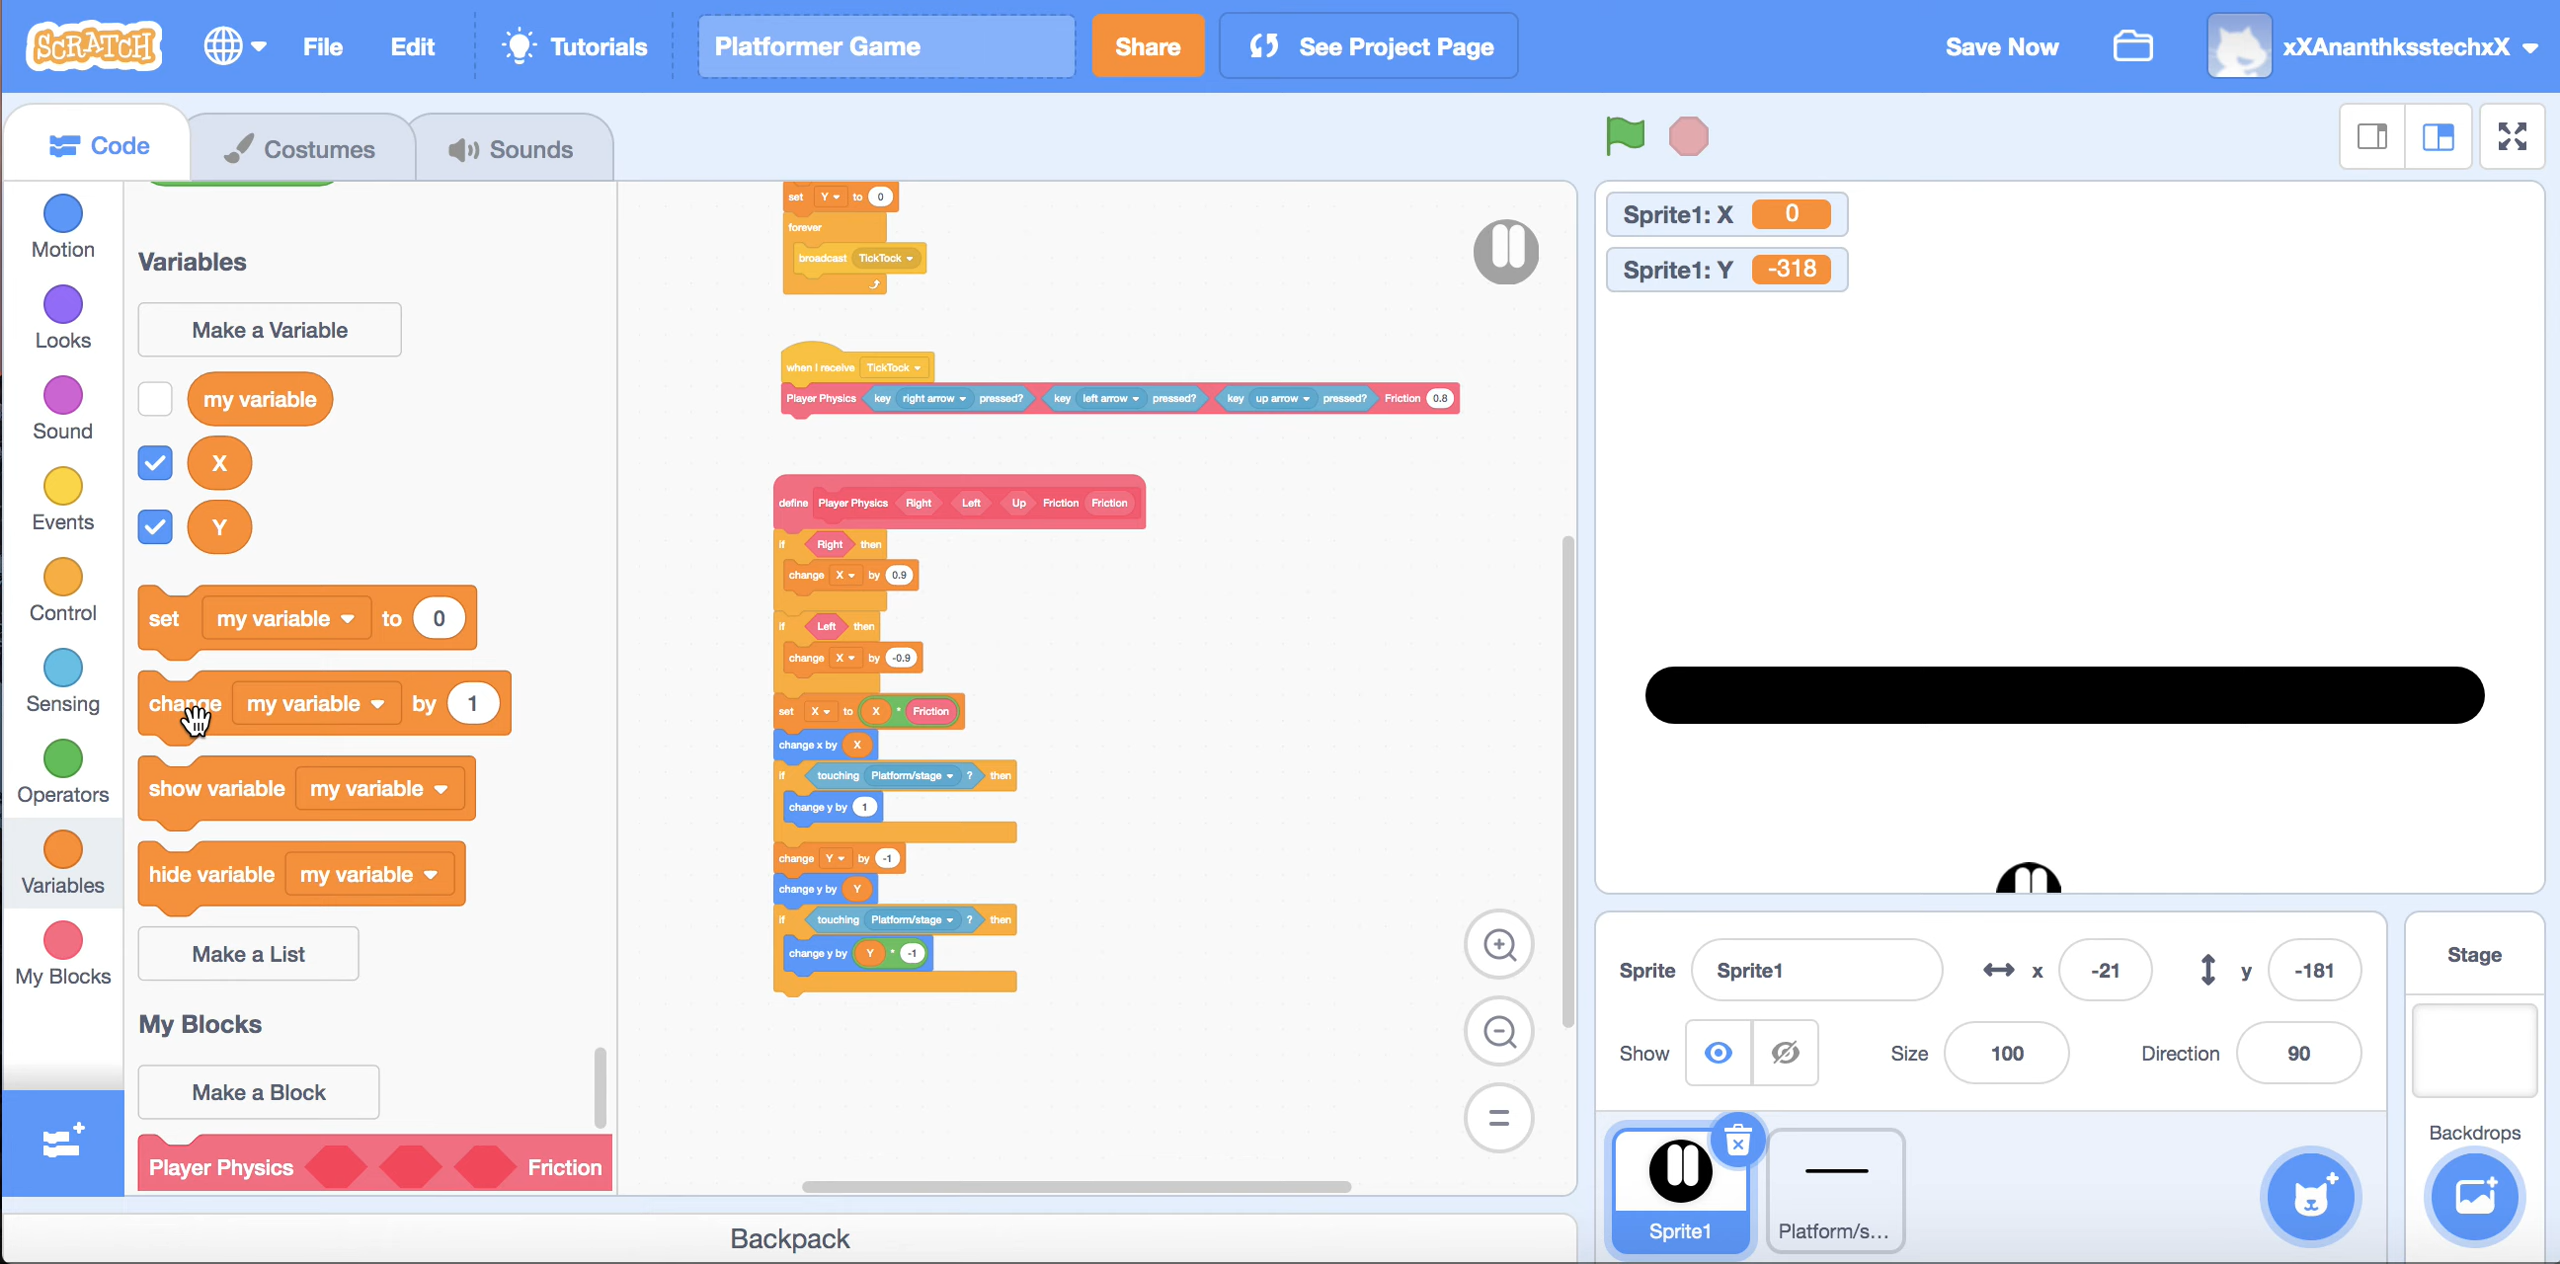 SCRATCH File Edit Tutorials Platformer Game Share See Project Page Save Now xXAnanthksstechxX
Code Costumes Sounds
Motion
Looks
Sound
Events
Control
Sensing
Operators
Variables
My Blocks
Variables
Make a Variable
my variable
X
Y
set my variable to 0
change my variable by 1
show variable my variable
hide variable my variable
Make a List
My Blocks
Make a Block
Player Physics Friction
set Y to 0
forever
broadcast TickTock
when I receive TickTock
Player Physics key right arrow pressed? key left arrow pressed? key up arrow pressed? Friction 0.8
define Player Physics Right Left Up Friction Friction
if Right then
change X by 0.9
if Left then
change X by -0.9
set X to X * Friction
change x by X
if touching Platform/stage ? then
change y by 1
change Y by -1
change y by Y
if touching Platform/stage ? then
change y by Y * -1
Backpack
Sprite1: X 0
Sprite1: Y -318
Sprite Sprite1 x -21 y -181
Show Size 100 Direction 90
Sprite1
Platform/s...
Stage
Backdrops